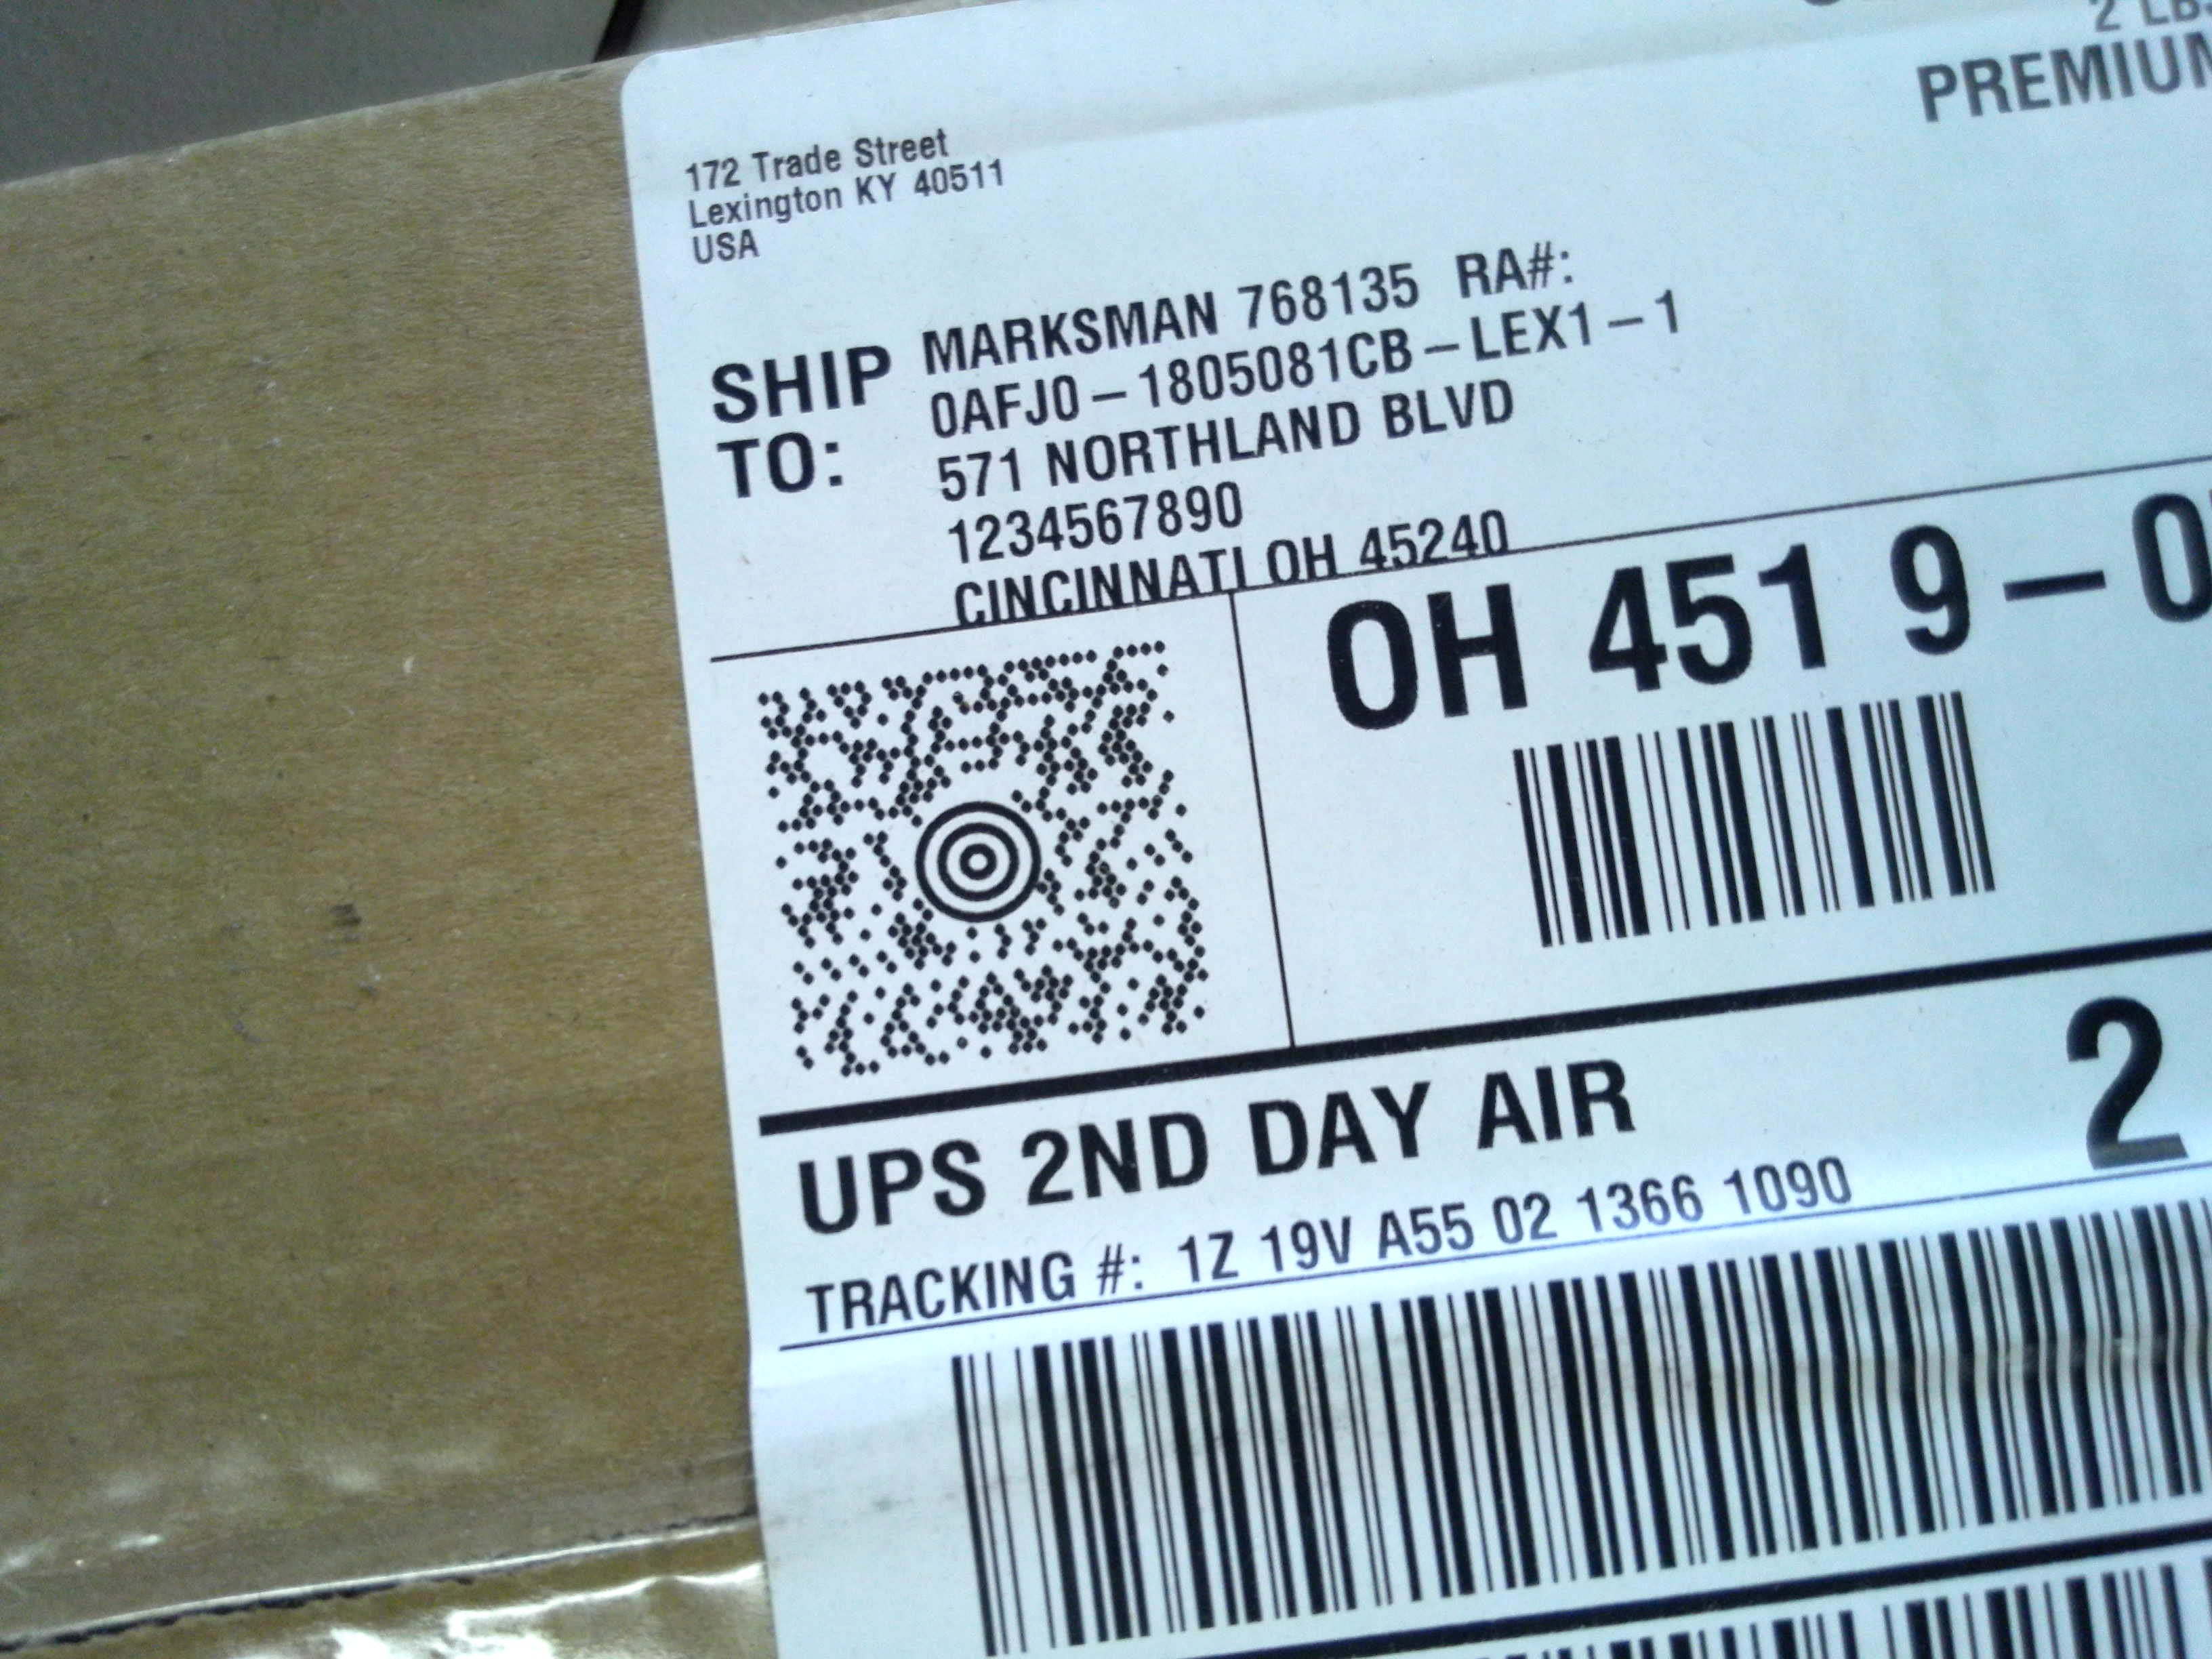 2 LBS
PREMIUM
172 Trade Street
Lexington KY 40511
USA
SHIP
TO:
MARKSMAN 768135 RA#:
0AFJ0-1805081CB-LEX1-1
571 NORTHLAND BLVD
1234567890
CINCINNATI OH 45240
OH 451 9-0
UPS 2ND DAY AIR
2
TRACKING #: 1Z 19V A55 02 1366 1090